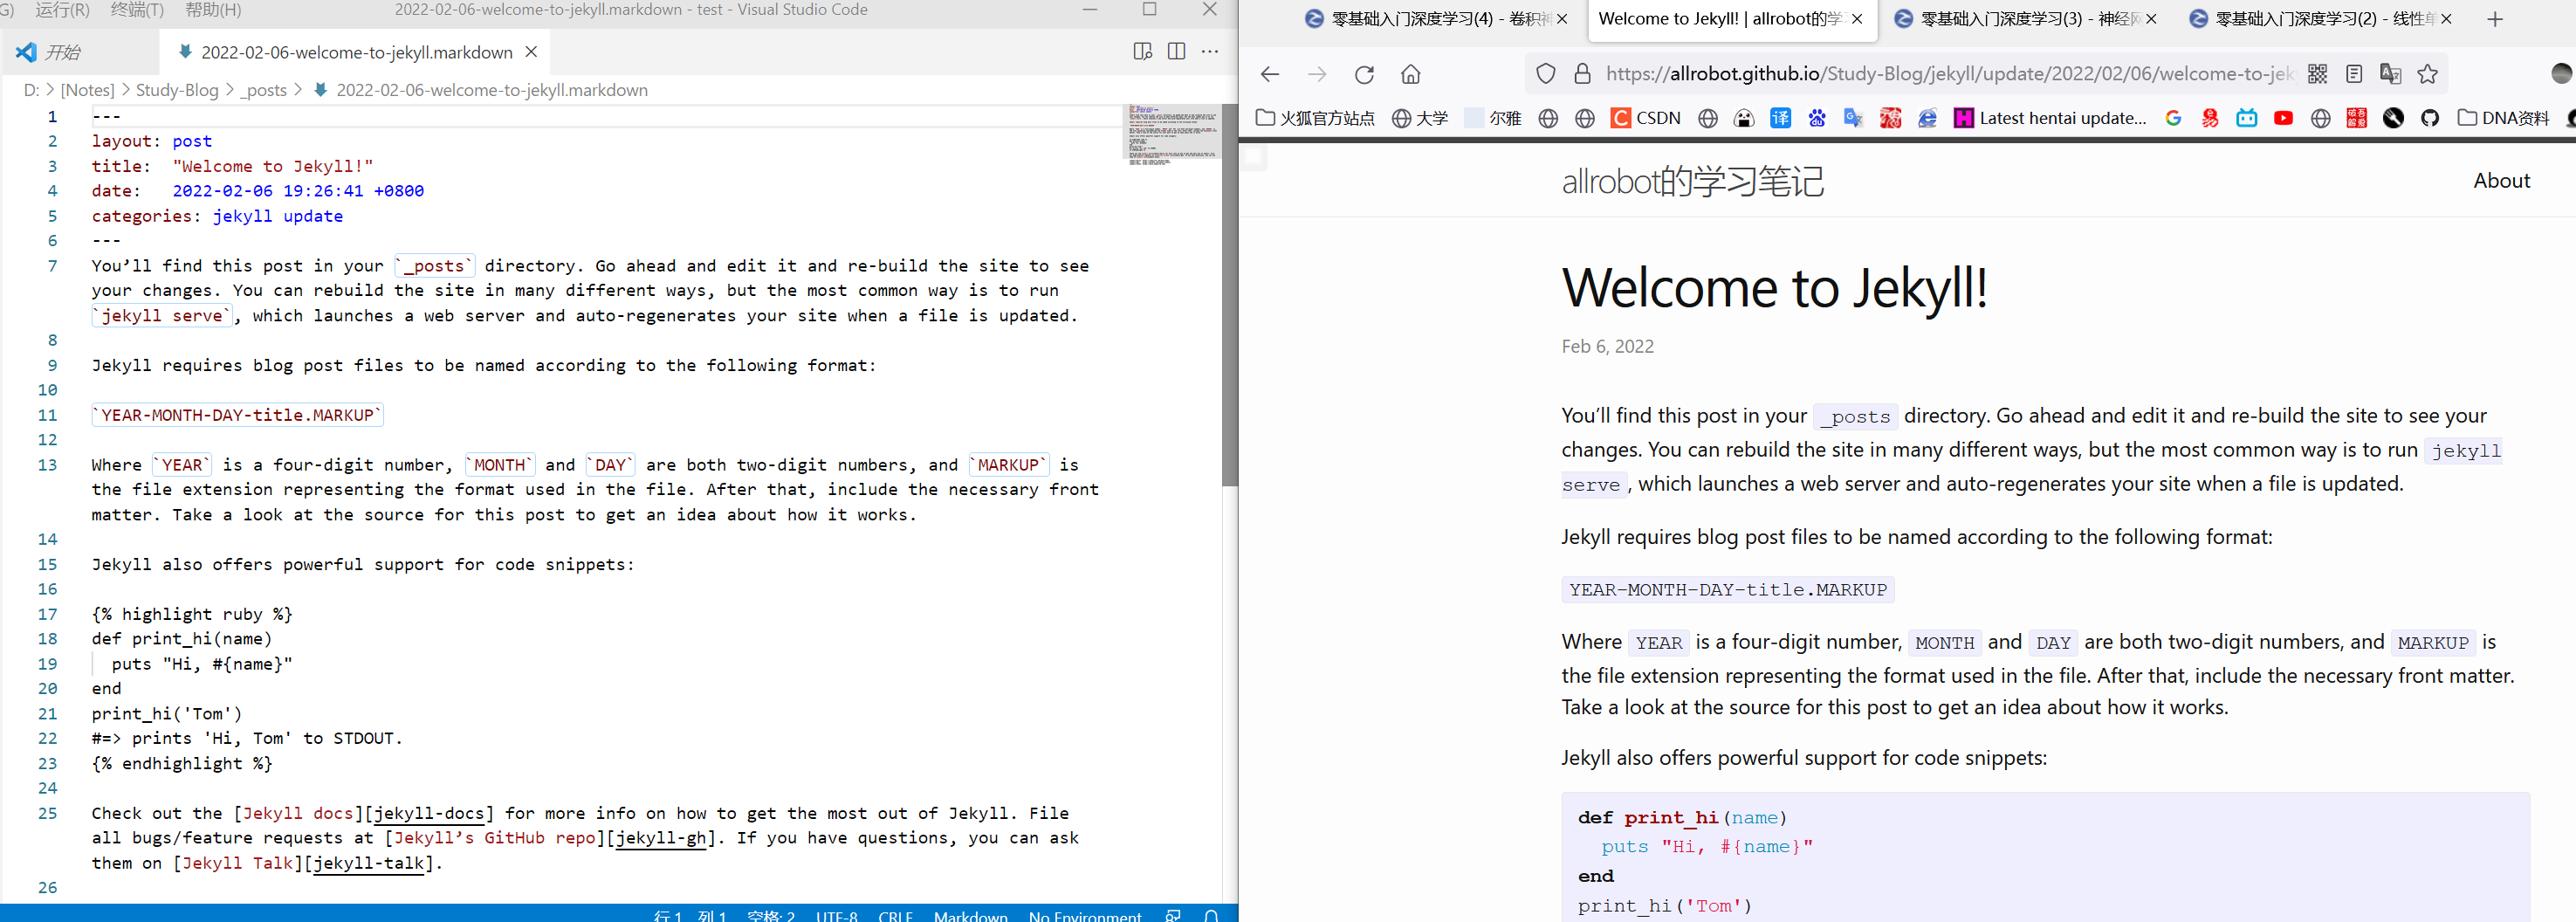 运行(R) 终端(T) 帮助(H) 2022-02-06-welcome-to-jekyll.markdown - test - Visual Studio Code
开始 2022-02-06-welcome-to-jekyll.markdown
D: > [Notes] > Study-Blog > _posts > 2022-02-06-welcome-to-jekyll.markdown
1 ---
2 layout: post
3 title:  "Welcome to Jekyll!"
4 date:   2022-02-06 19:26:41 +0800
5 categories: jekyll update
6 ---
7 You’ll find this post in your `_posts` directory. Go ahead and edit it and re-build the site to see
your changes. You can rebuild the site in many different ways, but the most common way is to run
`jekyll serve`, which launches a web server and auto-regenerates your site when a file is updated.
8
9 Jekyll requires blog post files to be named according to the following format:
10
11 `YEAR-MONTH-DAY-title.MARKUP`
12
13 Where `YEAR` is a four-digit number, `MONTH` and `DAY` are both two-digit numbers, and `MARKUP` is
the file extension representing the format used in the file. After that, include the necessary front
matter. Take a look at the source for this post to get an idea about how it works.
14
15 Jekyll also offers powerful support for code snippets:
16
17 {% highlight ruby %}
18 def print_hi(name)
19   puts "Hi, #{name}"
20 end
21 print_hi('Tom')
22 #=> prints 'Hi, Tom' to STDOUT.
23 {% endhighlight %}
24
25 Check out the [Jekyll docs][jekyll-docs] for more info on how to get the most out of Jekyll. File
all bugs/feature requests at [Jekyll’s GitHub repo][jekyll-gh]. If you have questions, you can ask
them on [Jekyll Talk][jekyll-talk].
26
行 1, 列 1 空格: 2 UTF-8 CRLF Markdown No Environment
零基础入门深度学习(4) - 卷积神 Welcome to Jekyll! | allrobot的学 零基础入门深度学习(3) - 神经网 零基础入门深度学习(2) - 线性单
https://allrobot.github.io/Study-Blog/jekyll/update/2022/02/06/welcome-to-jek
火狐官方站点 大学 尔雅 CSDN 译 Latest hentai update... DNA资料
allrobot的学习笔记 About
Welcome to Jekyll!
Feb 6, 2022
You’ll find this post in your _posts directory. Go ahead and edit it and re-build the site to see your
changes. You can rebuild the site in many different ways, but the most common way is to run jekyll
serve , which launches a web server and auto-regenerates your site when a file is updated.
Jekyll requires blog post files to be named according to the following format:
YEAR-MONTH-DAY-title.MARKUP
Where YEAR is a four-digit number, MONTH and DAY are both two-digit numbers, and MARKUP is
the file extension representing the format used in the file. After that, include the necessary front matter.
Take a look at the source for this post to get an idea about how it works.
Jekyll also offers powerful support for code snippets:
def print_hi(name)
  puts "Hi, #{name}"
end
print_hi('Tom')